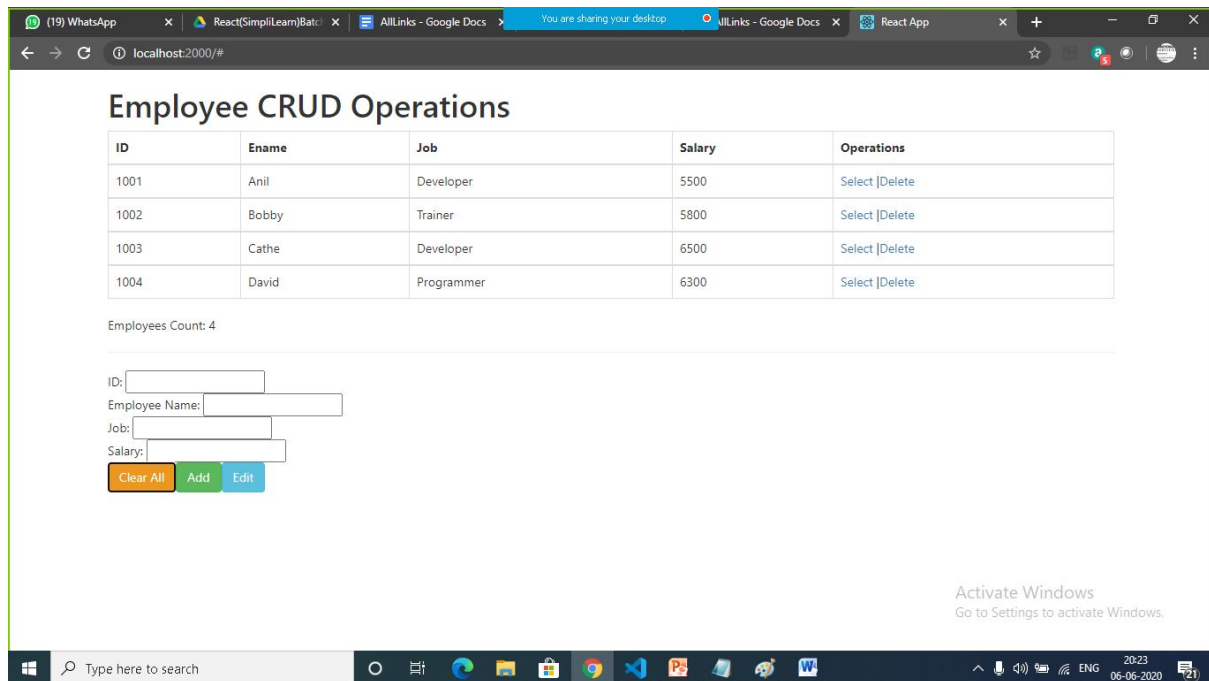 (19) WhatsApp React(SimpliLearn)Batch AllLinks - Google Docs You are sharing your desktop AllLinks - Google Docs React App
localhost:2000/#
Employee CRUD Operations
ID Ename Job Salary Operations
1001 Anil Developer 5500 Select |Delete
1002 Bobby Trainer 5800 Select |Delete
1003 Cathe Developer 6500 Select |Delete
1004 David Programmer 6300 Select |Delete
Employees Count: 4
ID:
Employee Name:
Job:
Salary:
Clear All Add Edit
Activate Windows
Go to Settings to activate Windows.
Type here to search ENG 20:23
06-06-2020 21